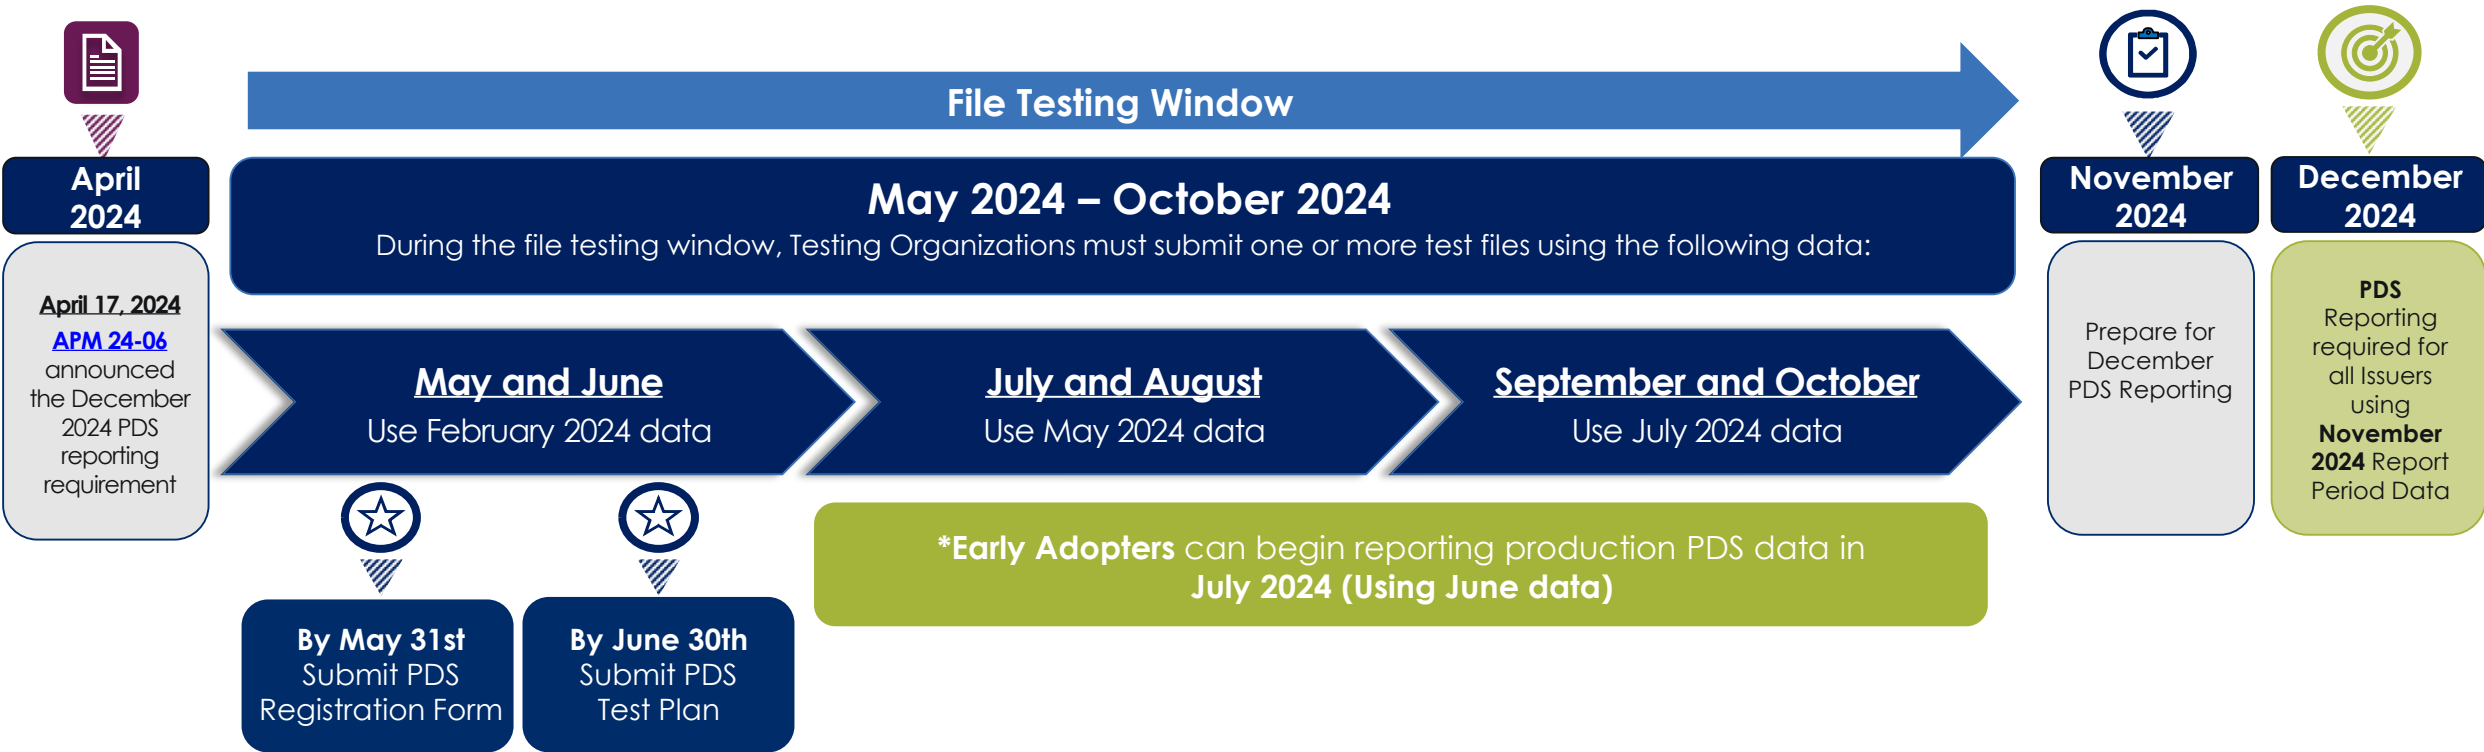 April
2024
April 17, 2024
APM 24-06
announced
the December
2024 PDS
reporting
requirement
File Testing Window
May 2024 – October 2024
During the file testing window, Testing Organizations must submit one or more test files using the following data:
May and June
Use February 2024 data
July and August
Use May 2024 data
September and October
Use July 2024 data
By May 31st
Submit PDS
Registration Form
By June 30th
Submit PDS
Test Plan
*Early Adopters can begin reporting production PDS data in
July 2024 (Using June data)
November
2024
Prepare for
December
PDS Reporting
December
2024
PDS
Reporting
required for
all Issuers
using
November
2024 Report
Period Data